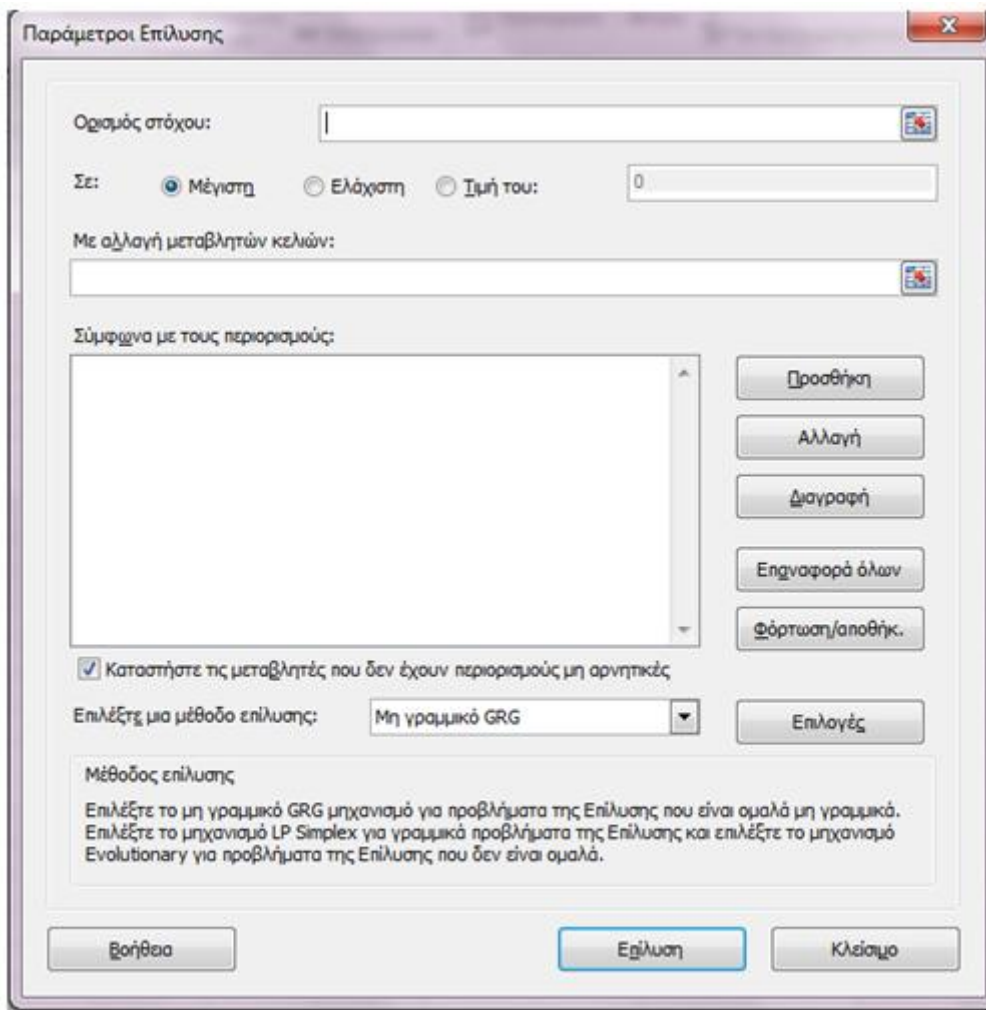 Παράμετροι Επίλυσης
Ορισμός στόχου:
Σε: Μέγιστη Ελάχιστη Τιμή του: 0
Με αλλαγή μεταβλητών κελιών:
Σύμφωνα με τους περιορισμούς:
Προσθήκη
Αλλαγή
Διαγραφή
Επαναφορά όλων
Φόρτωση/αποθήκ.
Καταστήστε τις μεταβλητές που δεν έχουν περιορισμούς μη αρνητικές
Επιλέξτε μια μέθοδο επίλυσης: Μη γραμμικό GRG Επιλογές
Μέθοδος επίλυσης
Επιλέξτε το μη γραμμικό GRG μηχανισμό για προβλήματα της Επίλυσης που είναι ομαλά μη γραμμικά.
Επιλέξτε το μηχανισμό LP Simplex για γραμμικά προβλήματα της Επίλυσης και επιλέξτε το μηχανισμό
Evolutionary για προβλήματα της Επίλυσης που δεν είναι ομαλά.
Βοήθεια Επίλυση Κλείσιμο